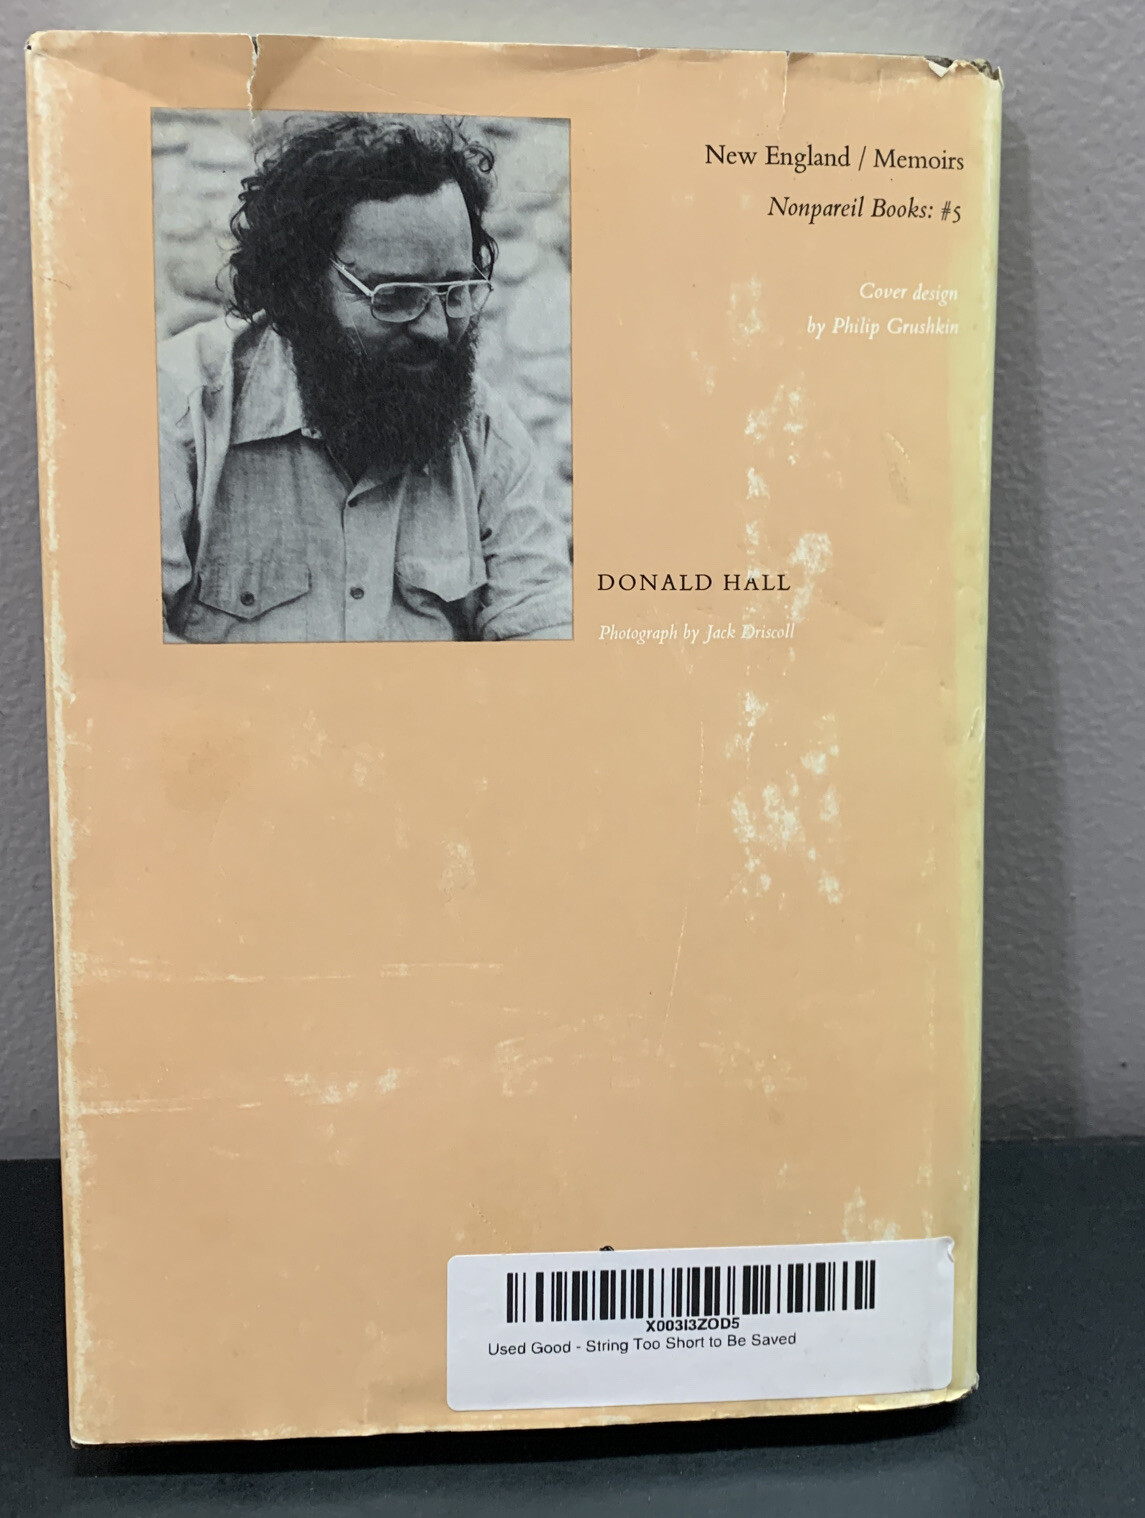 New England / Memoirs
Nonpareil Books: #5
Cover design
by Philip Grushkin
DONALD HALL
Photograph by Jack Driscoll
X003I3ZOD5
Used Good - String Too Short to Be Saved